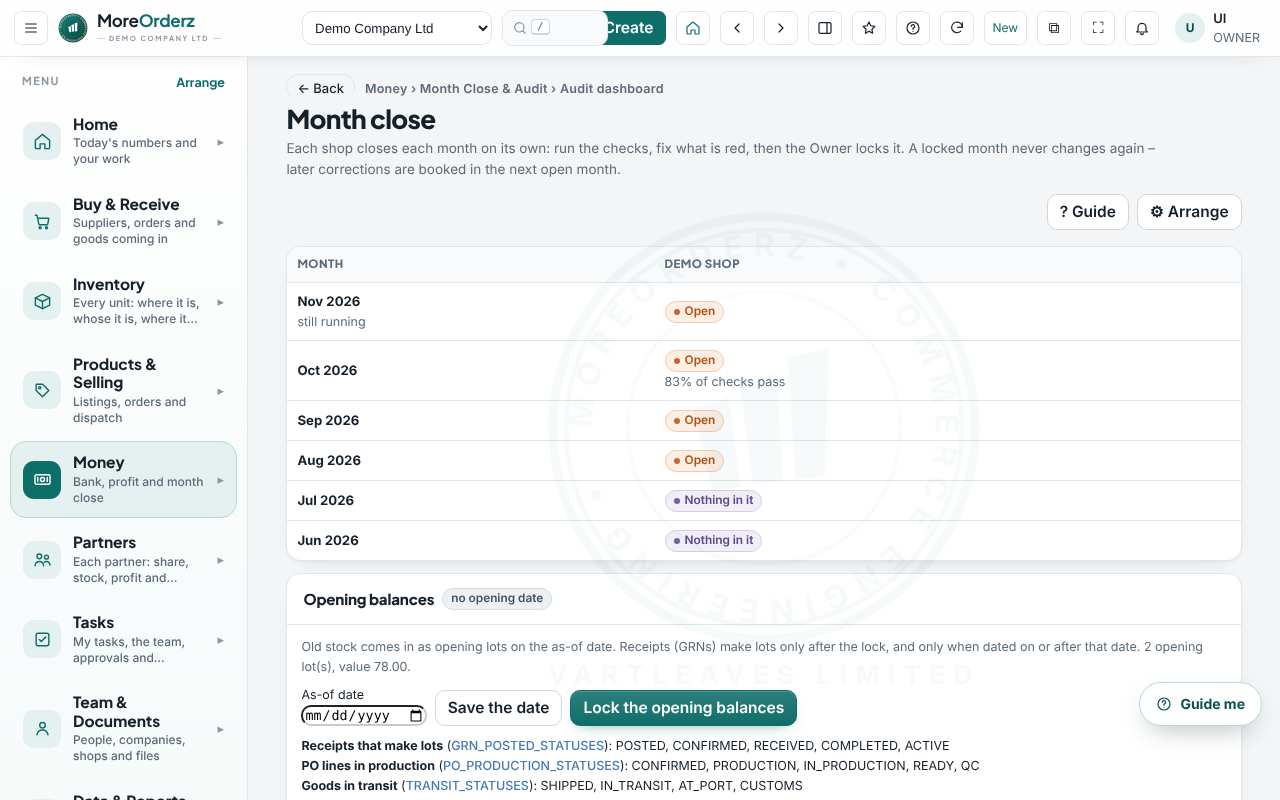 MoreOrderz
— DEMO COMPANY LTD —
Demo Company Ltd
/
Create
New
U
UI
OWNER
MENU
Arrange
Home
Today's numbers and
your work
Buy & Receive
Suppliers, orders and
goods coming in
Inventory
Every unit: where it is,
whose it is, where it...
Products &
Selling
Listings, orders and
dispatch
Money
Bank, profit and month
close
Partners
Each partner: share,
stock, profit and...
Tasks
My tasks, the team,
approvals and...
Team &
Documents
People, companies,
shops and files
Data & Reports
← Back
Money › Month Close & Audit › Audit dashboard
Month close
Each shop closes each month on its own: run the checks, fix what is red, then the Owner locks it. A locked month never changes again –
later corrections are booked in the next open month.
? Guide
⚙ Arrange
MONTH
DEMO SHOP
Nov 2026
still running
Open
Oct 2026
Open
83% of checks pass
Sep 2026
Open
Aug 2026
Open
Jul 2026
Nothing in it
Jun 2026
Nothing in it
MOREORDERZ • COMMERCE ENGINEERING •
VARTLEAVES LIMITED
Opening balances
no opening date
Old stock comes in as opening lots on the as-of date. Receipts (GRNs) make lots only after the lock, and only when dated on or after that date. 2 opening
lot(s), value 78.00.
As-of date
mm/dd/yyyy
Save the date
Lock the opening balances
Guide me
Receipts that make lots (GRN_POSTED_STATUSES): POSTED, CONFIRMED, RECEIVED, COMPLETED, ACTIVE
PO lines in production (PO_PRODUCTION_STATUSES): CONFIRMED, PRODUCTION, IN_PRODUCTION, READY, QC
Goods in transit (TRANSIT_STATUSES): SHIPPED, IN_TRANSIT, AT_PORT, CUSTOMS